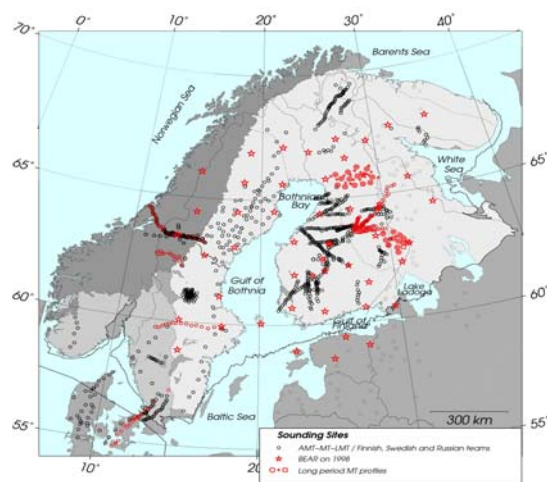 70° 0° 10° 20° 30° 40°
Barents Sea
Norwegian Sea
65°
White
Sea
65°
Bothnian
Bay
Gulf of
Bothnia
60°
Lake
Ladoga
60°
Gulf of
Finland
55°
Baltic Sea
300 km
55°
10° 20°
Sounding Sites
AMT-MT-LMT / Finnish, Swedish and Russian teams
BEAR on 1998
Long period MT profiles